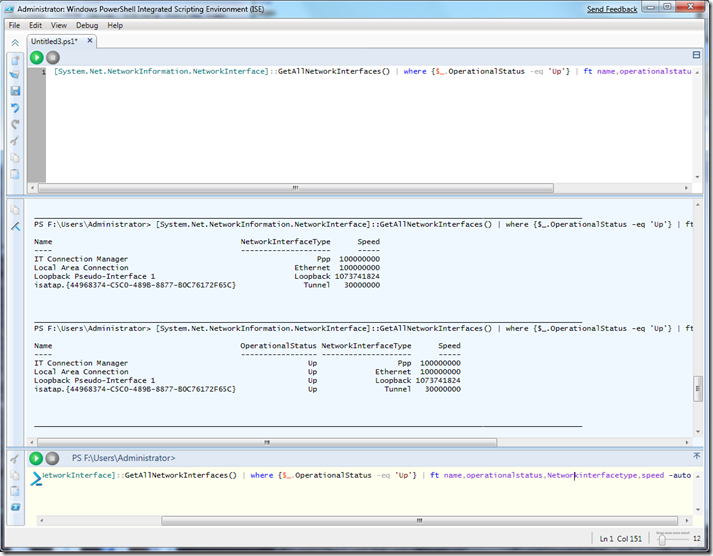 Administrator: Windows PowerShell Integrated Scripting Environment (ISE)
Send Feedback
File Edit View Debug Help
Untitled3.ps1*
1 [System.Net.NetworkInformation.NetworkInterface]::GetAllNetworkInterfaces() | where {$_.OperationalStatus -eq 'Up'} | ft name,operationalstatu
PS F:\Users\Administrator> [System.Net.NetworkInformation.NetworkInterface]::GetAllNetworkInterfaces() | where {$_.OperationalStatus -eq 'Up'} | ft
Name NetworkInterfaceType Speed
---- -------------------- -----
IT Connection Manager Ppp 100000000
Local Area Connection Ethernet 100000000
Loopback Pseudo-Interface 1 Loopback 1073741824
isatap.{44968374-C5C0-489B-8877-B0C76172F65C} Tunnel 30000000
PS F:\Users\Administrator> [System.Net.NetworkInformation.NetworkInterface]::GetAllNetworkInterfaces() | where {$_.OperationalStatus -eq 'Up'} | ft
Name OperationalStatus NetworkInterfaceType Speed
---- ----------------- -------------------- -----
IT Connection Manager Up Ppp 100000000
Local Area Connection Up Ethernet 100000000
Loopback Pseudo-Interface 1 Up Loopback 1073741824
isatap.{44968374-C5C0-489B-8877-B0C76172F65C} Up Tunnel 30000000
PS F:\Users\Administrator>
etworkInterface]::GetAllNetworkInterfaces() | where {$_.OperationalStatus -eq 'Up'} | ft name,operationalstatus,Networkinterfacetype,speed -auto
Ln 1 Col 151 12